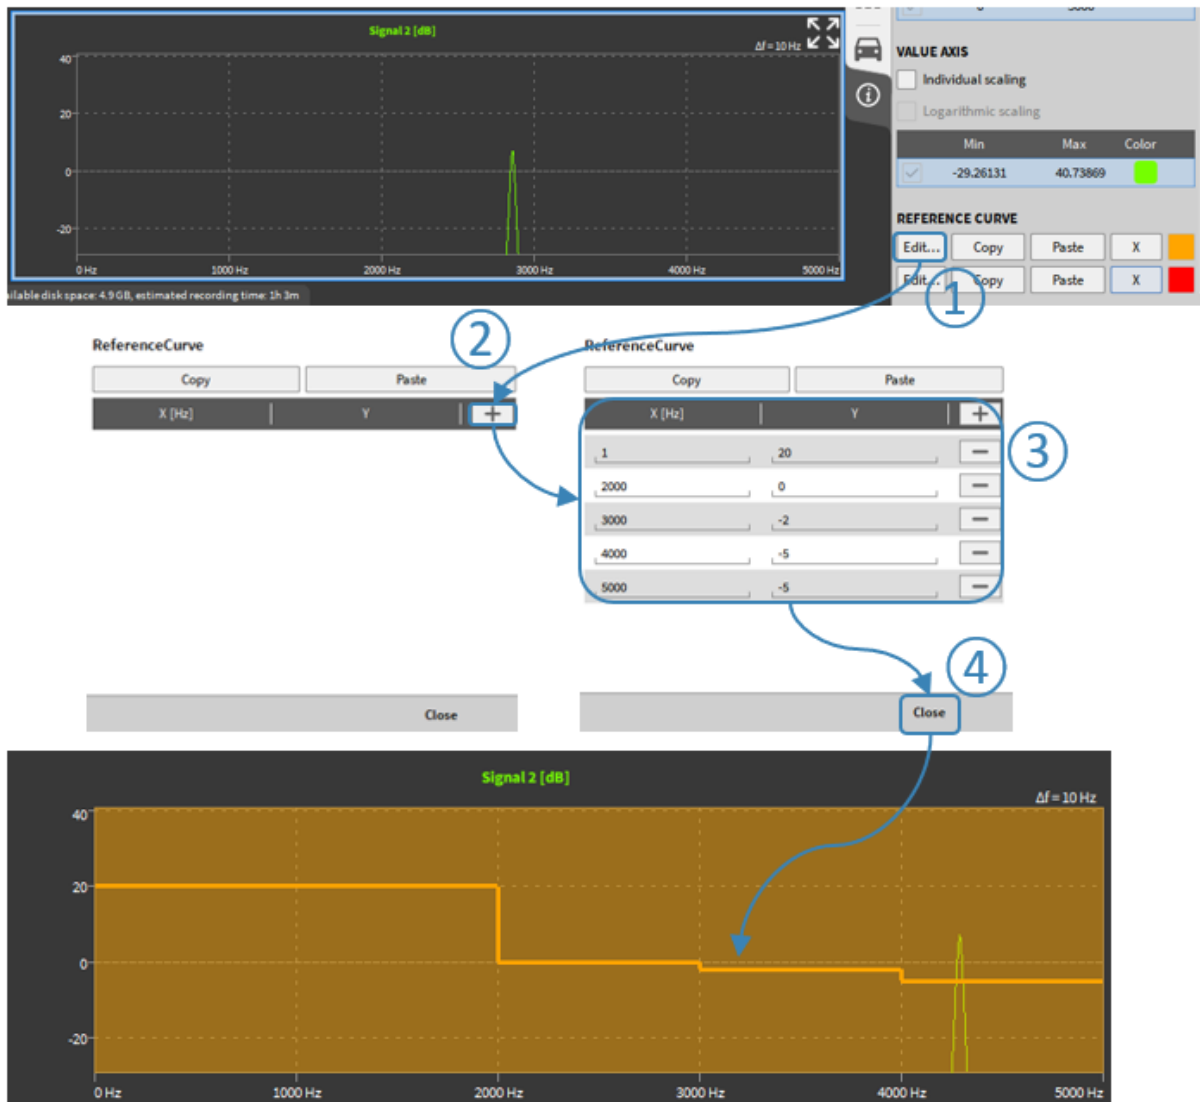 Signal 2 [dB]
Δf = 10 Hz
40
20
0
-20
0 Hz
1000 Hz
2000 Hz
3000 Hz
4000 Hz
5000 Hz
ilable disk space: 4.9 GB, estimated recording time: 1h 3m
VALUE AXIS
Individual scaling
Logarithmic scaling
Min Max Color
-29.26131 40.73869
REFERENCE CURVE
Edit... Copy Paste X
Edit... Copy Paste X
1
2
ReferenceCurve
Copy Paste
X [Hz] Y +
Close
ReferenceCurve
Copy Paste
X [Hz] Y +
1 20
2000 0
3000 -2
4000 -5
5000 -5
3
4
Close
Signal 2 [dB]
Δf = 10 Hz
40
20
0
-20
0 Hz
1000 Hz
2000 Hz
3000 Hz
4000 Hz
5000 Hz